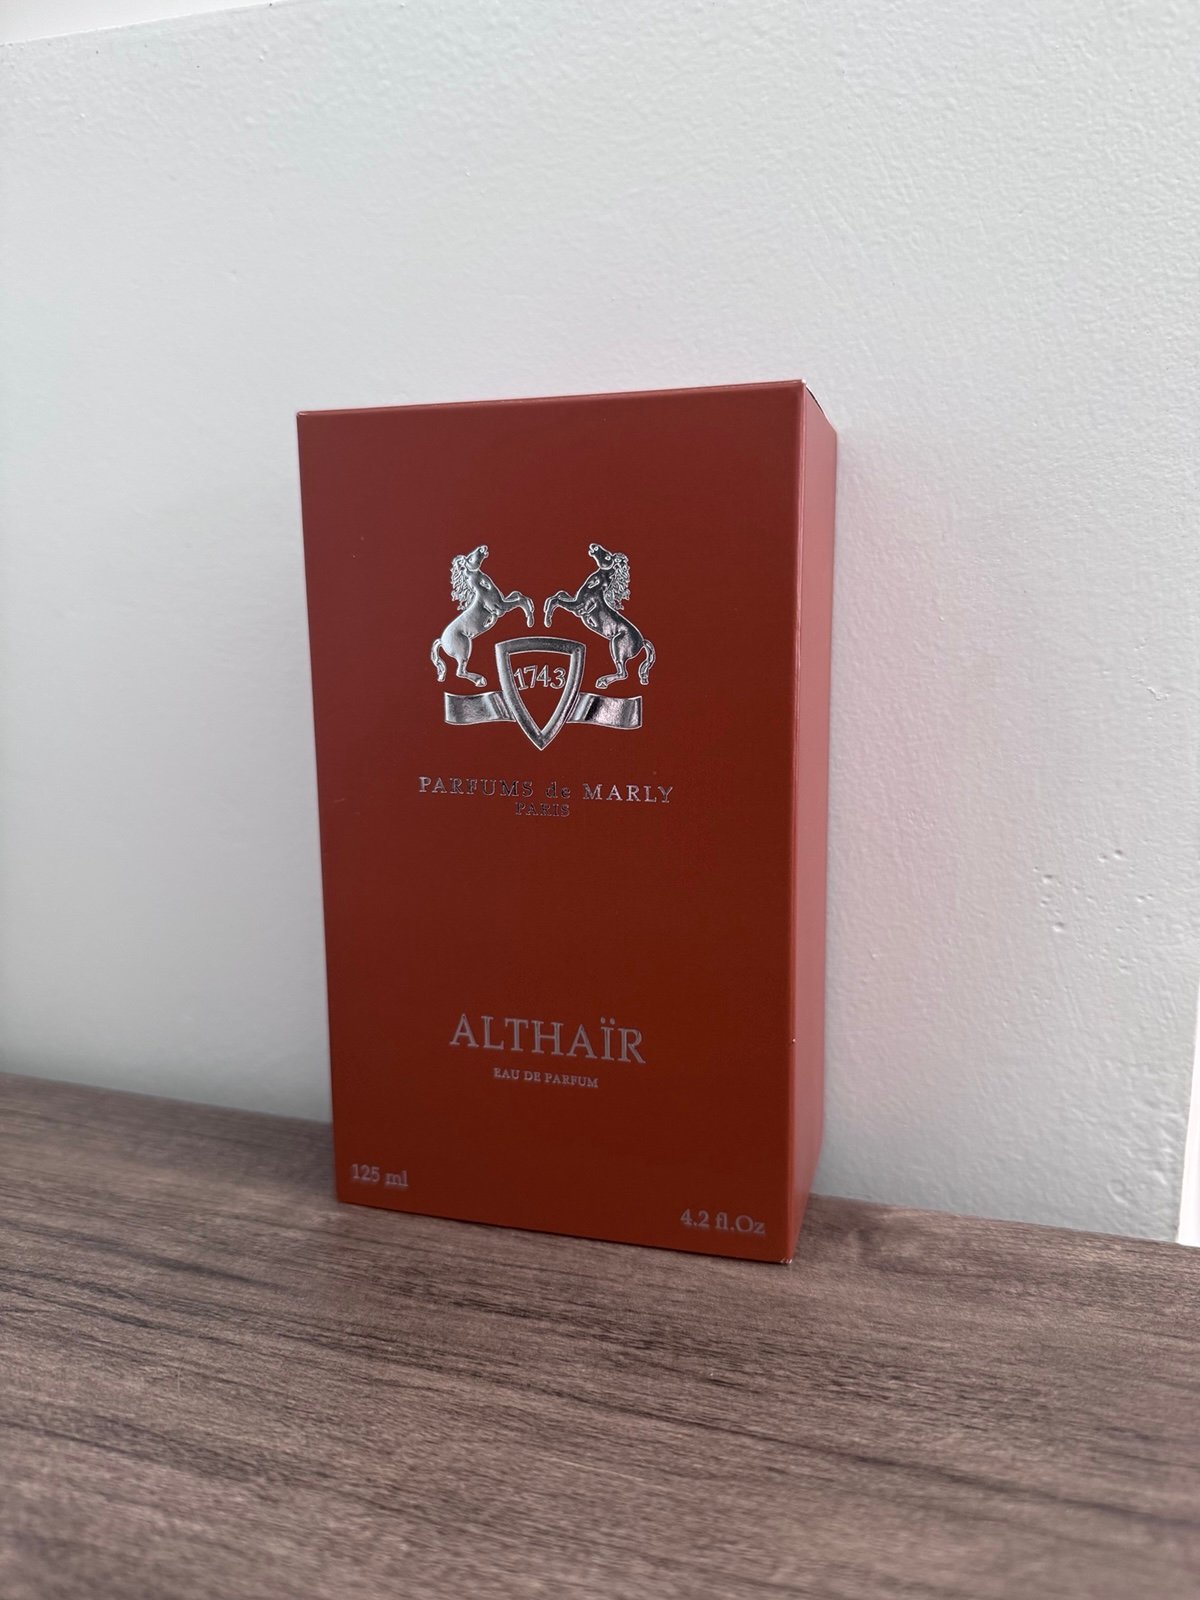 1743
PARFUMS de MARLY
PARIS
ALTHAÏR
EAU DE PARFUM
125 ml
4.2 fl.Oz